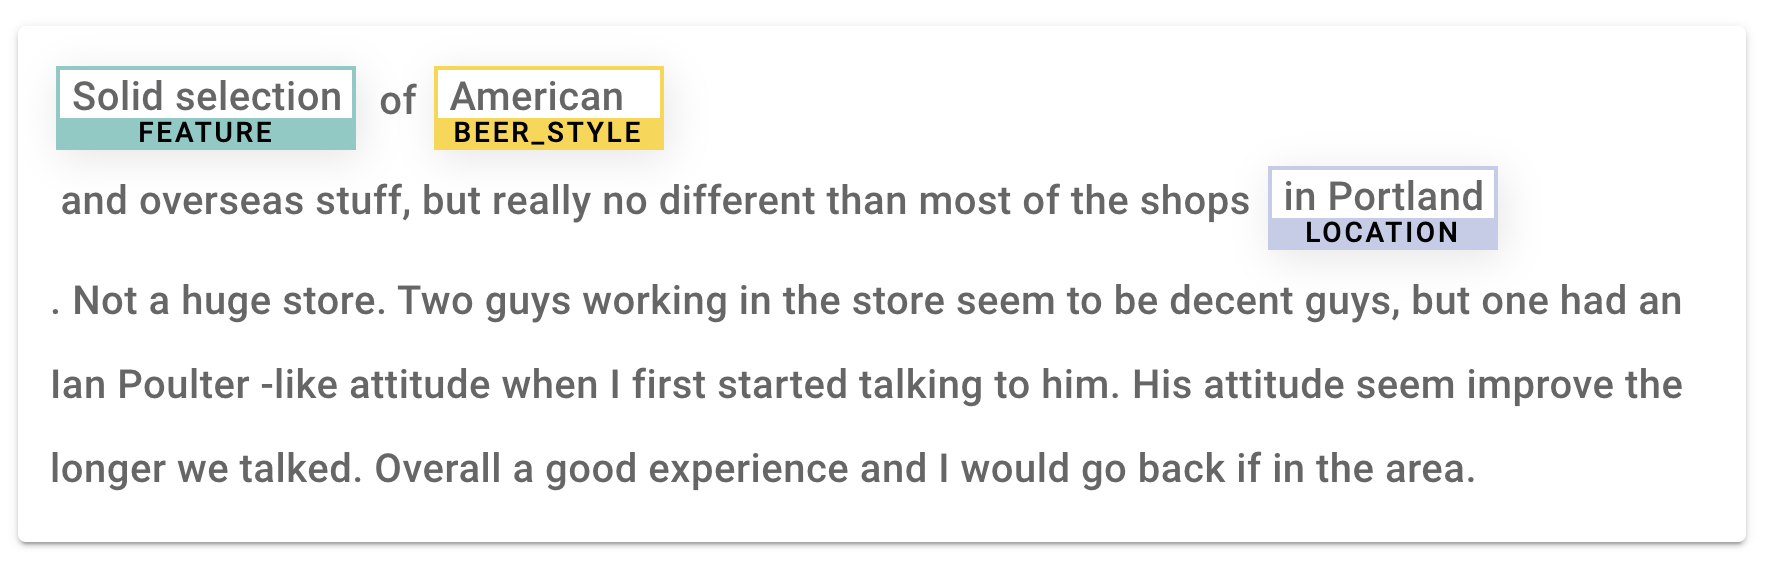 Solid selection of American
FEATURE BEER_STYLE
and overseas stuff, but really no different than most of the shops in Portland
LOCATION
. Not a huge store. Two guys working in the store seem to be decent guys, but one had an
Ian Poulter -like attitude when I first started talking to him. His attitude seem improve the
longer we talked. Overall a good experience and I would go back if in the area.